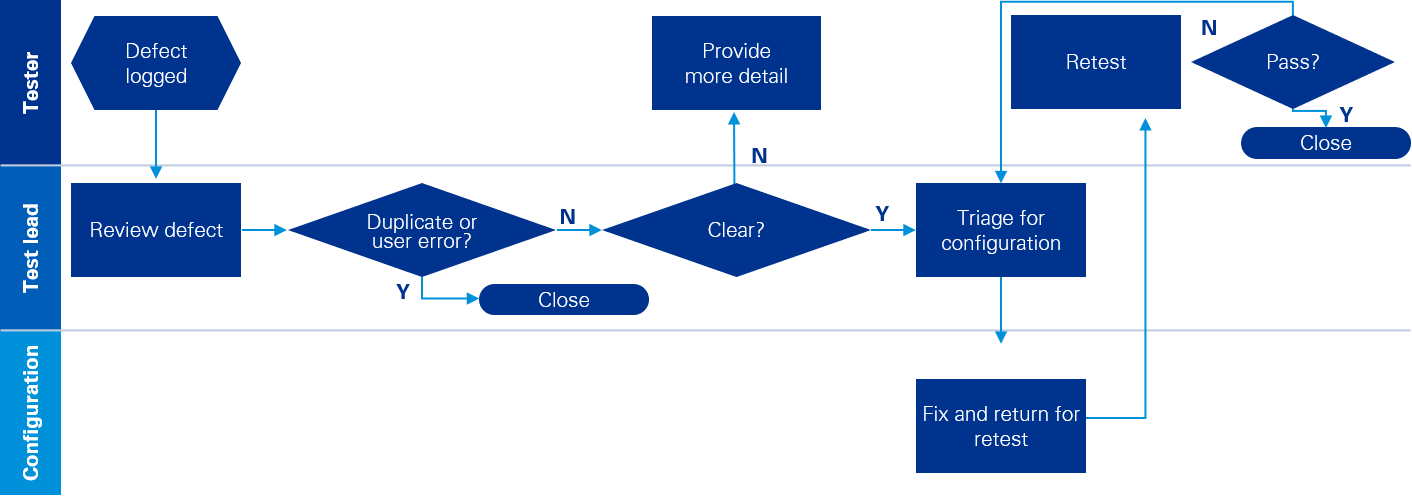 Tester
Defect
logged
Provide
more detail
Retest
N
Pass?
Y
Close
N
Test lead
Review defect
Duplicate or
user error?
N
Clear?
Y
Triage for
configuration
Y
Close
Configuration
Fix and return for
retest